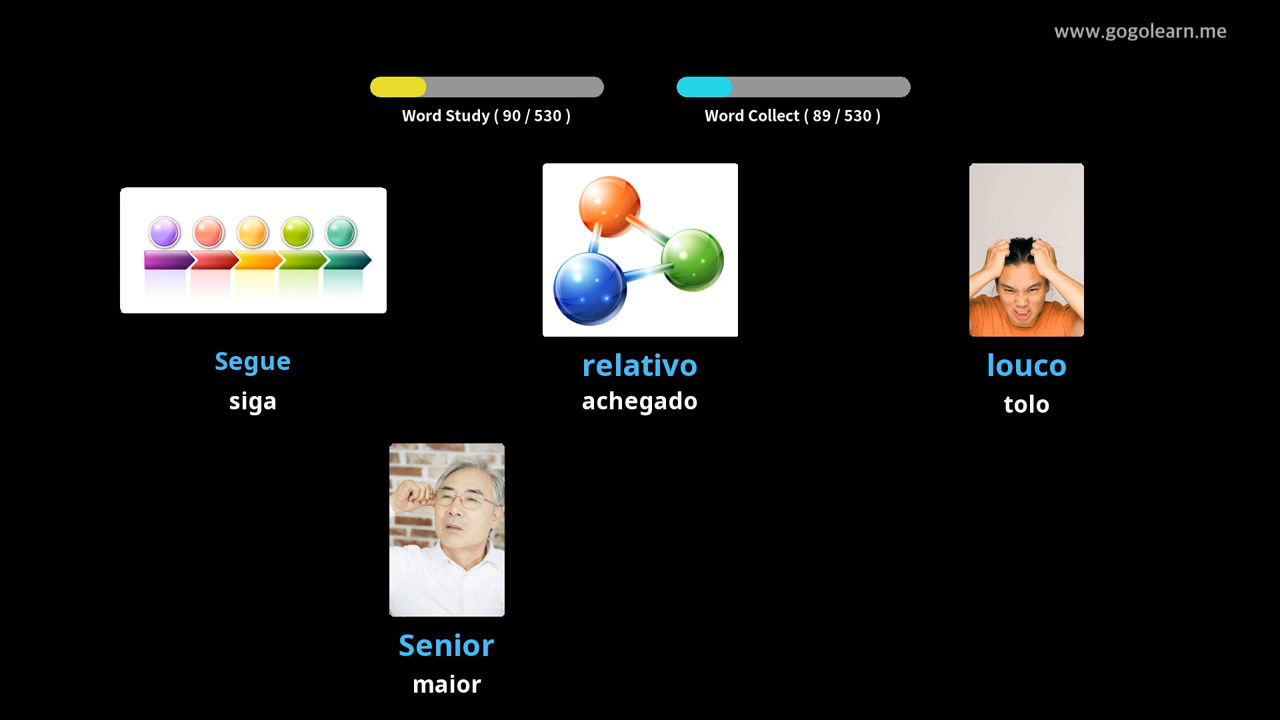 www.gogolearn.me
Word Study ( 90 / 530 )
Word Collect ( 89 / 530 )
Segue
siga
relativo
achegado
louco
tolo
Senior
maior